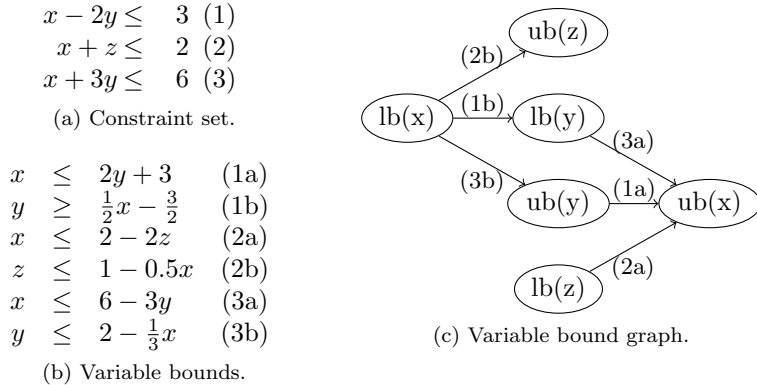 x − 2y ≤ 3 (1)
x + z ≤ 2 (2)
x + 3y ≤ 6 (3)
(a) Constraint set.
x ≤ 2y + 3 (1a)
y ≥ 1/2 x − 3/2 (1b)
x ≤ 2 − 2z (2a)
z ≤ 1 − 0.5x (2b)
x ≤ 6 − 3y (3a)
y ≤ 2 − 1/3 x (3b)
(b) Variable bounds.
ub(z)
(2b)
lb(x)
(1b)
lb(y)
(3a)
(3b)
ub(y)
(1a)
ub(x)
(2a)
lb(z)
(c) Variable bound graph.